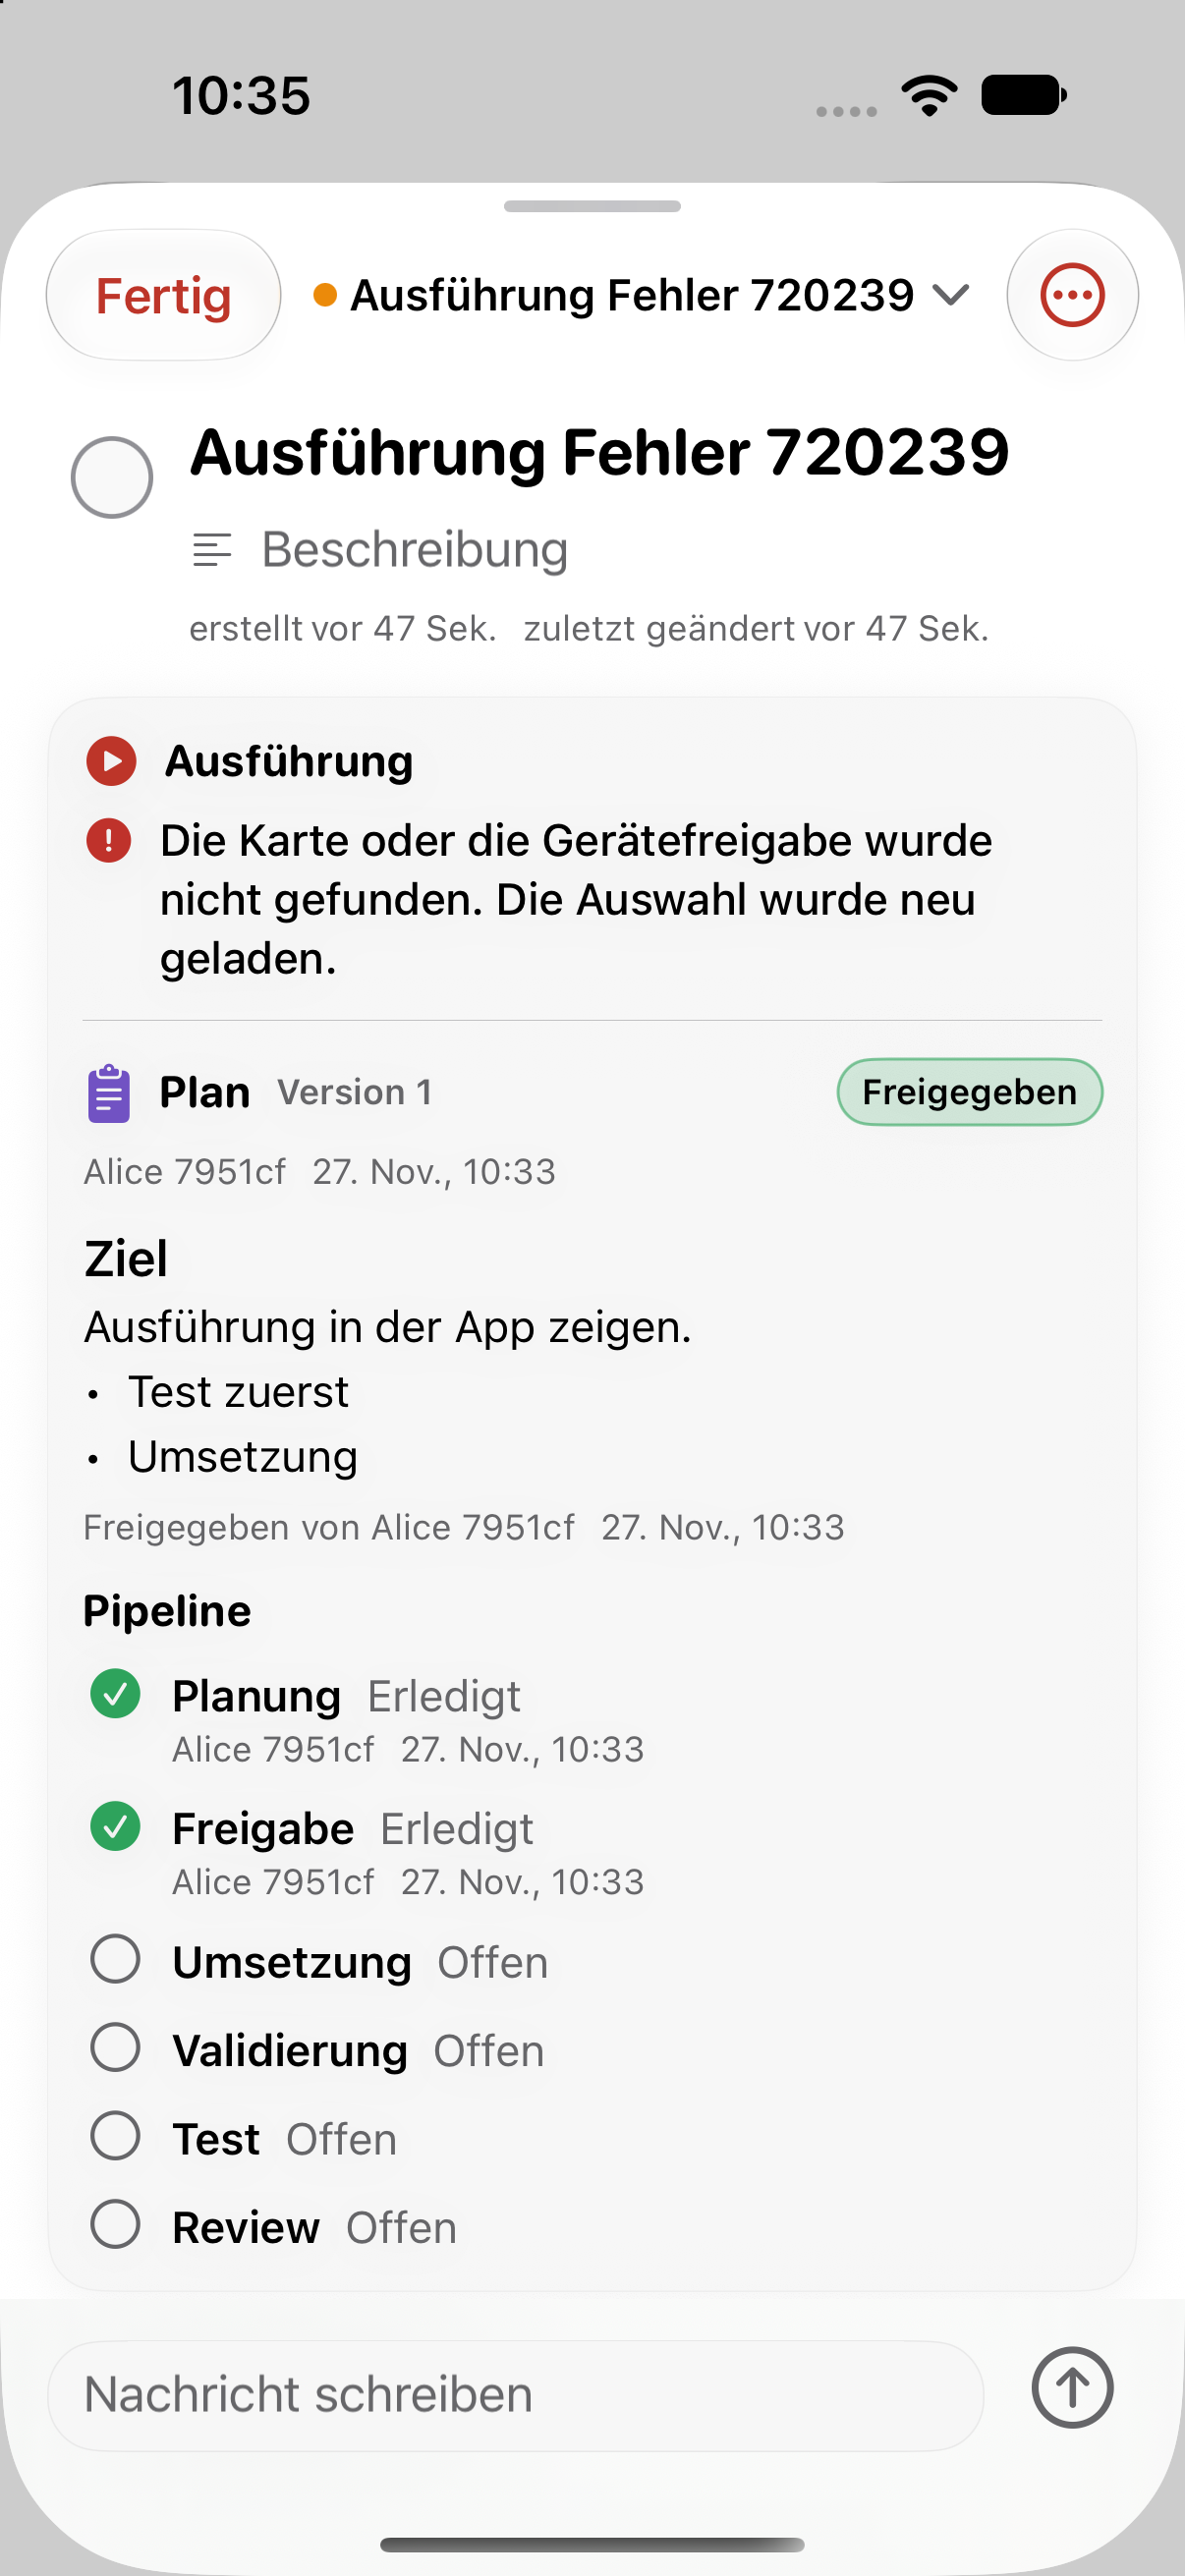 10:35
Fertig
Ausführung Fehler 720239
Ausführung Fehler 720239
Beschreibung
erstellt vor 47 Sek. zuletzt geändert vor 47 Sek.
Ausführung
Die Karte oder die Gerätefreigabe wurde
nicht gefunden. Die Auswahl wurde neu
geladen.
Plan Version 1 Freigegeben
Alice 7951cf 27. Nov., 10:33
Ziel
Ausführung in der App zeigen.
• Test zuerst
• Umsetzung
Freigegeben von Alice 7951cf 27. Nov., 10:33
Pipeline
Planung Erledigt
Alice 7951cf 27. Nov., 10:33
Freigabe Erledigt
Alice 7951cf 27. Nov., 10:33
Umsetzung Offen
Validierung Offen
Test Offen
Review Offen
Nachricht schreiben